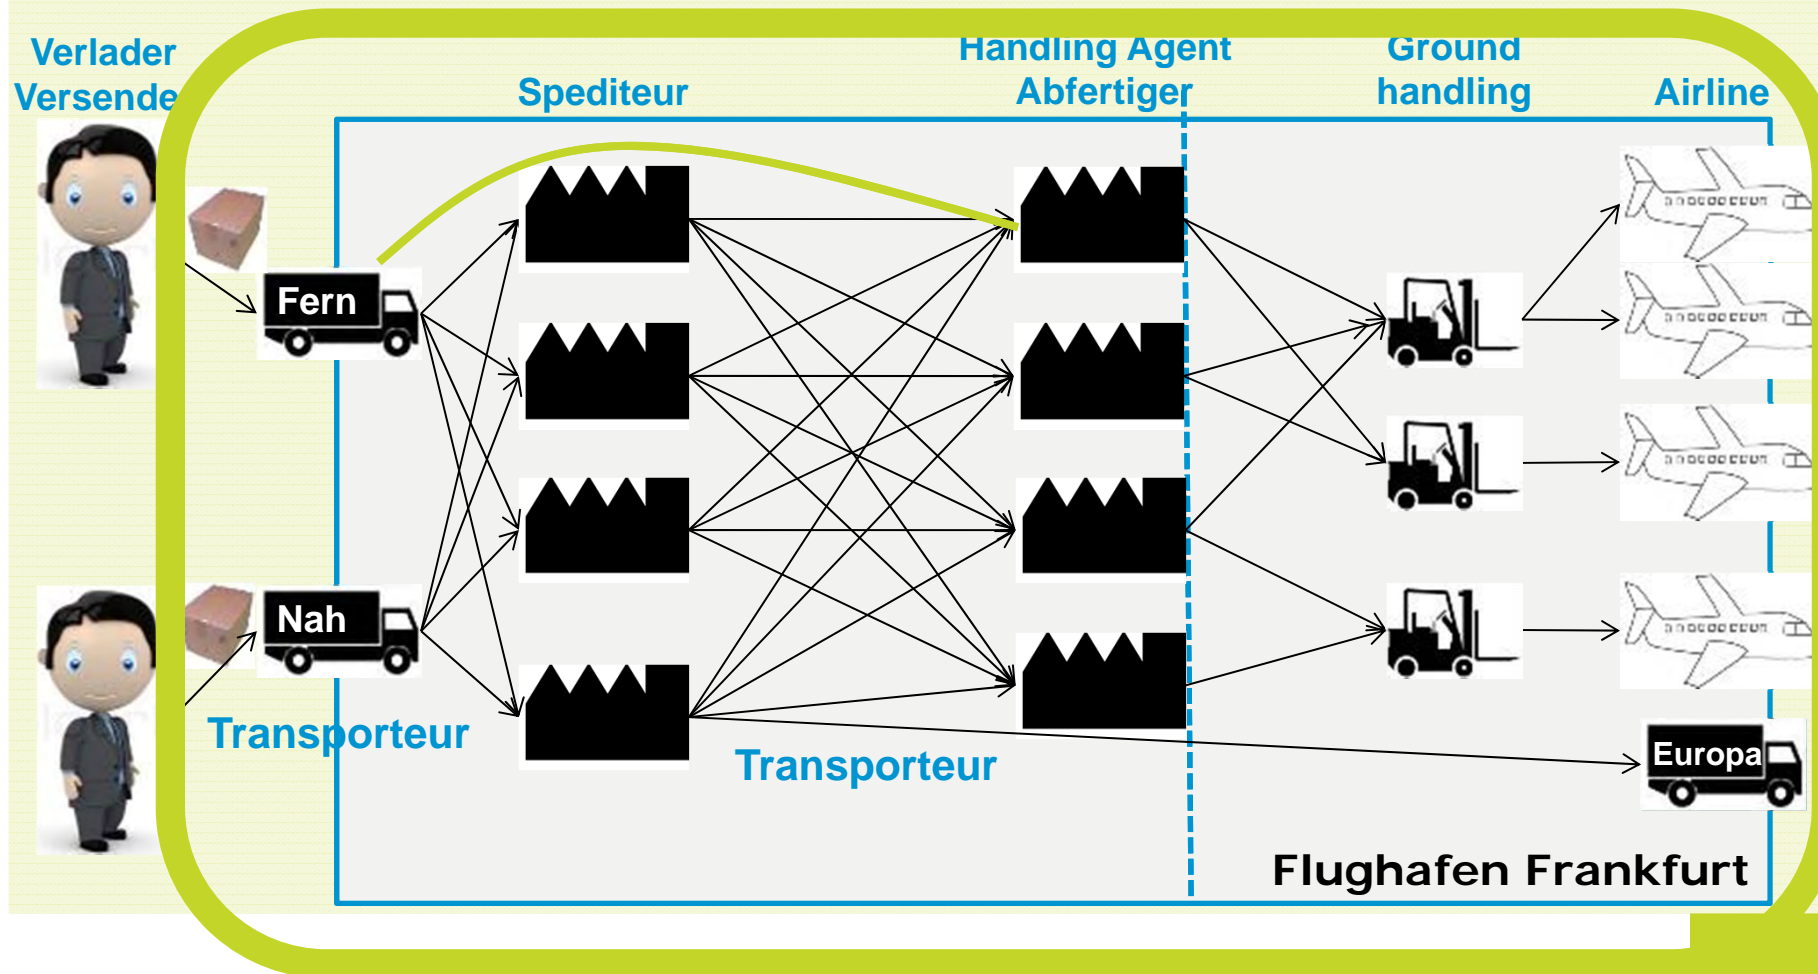 Verlader
Versende
Spediteur
Handling Agent
Abfertiger
Ground
handling
Airline
Fern
Nah
Transporteur
Transporteur
Europa
Flughafen Frankfurt